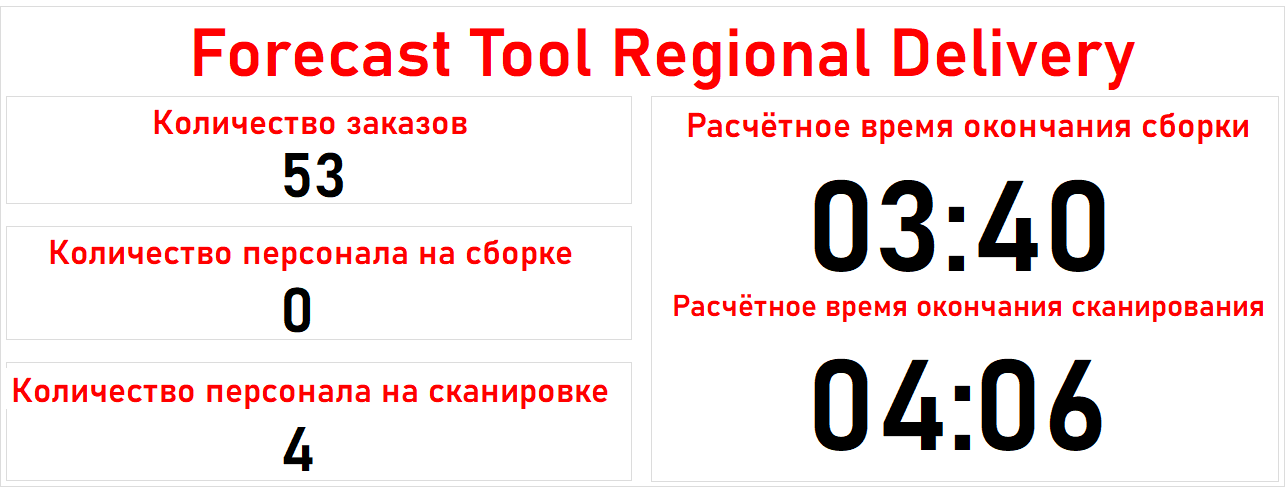 Forecast Tool Regional Delivery
Количество заказов
53
Количество персонала на сборке
0
Количество персонала на сканировке
4
Расчётное время окончания сборки
03:40
Расчётное время окончания сканирования
04:06